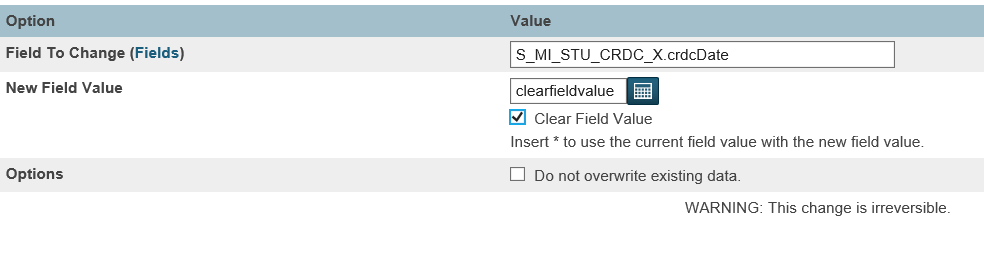 Option Value
Field To Change (Fields) S_MI_STU_CRDC_X.crdcDate
New Field Value clearfieldvalue
Clear Field Value
Insert * to use the current field value with the new field value.
Options Do not overwrite existing data.
WARNING: This change is irreversible.